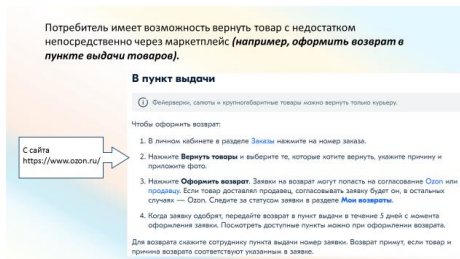 Потребитель имеет возможность вернуть товар с недостатком
непосредственно через маркетплейс (например, оформить возврат в
пункте выдачи товаров).
В пункт выдачи
Фейерверки, салюты и крупногабаритные товары можно вернуть только курьеру.
Чтобы оформить возврат:
1. В личном кабинете в разделе Заказы нажмите на номер заказа.
С сайта
https://www.ozon.ru/
2. Нажмите Вернуть товары и выберите те, которые хотите вернуть, укажите причину и
приложите фото.
3. Нажмите Оформить возврат. Заявки на возврат могут попасть на согласование Ozon или
продавцу. Если товар доставлял продавец, согласовывать заявку будет он, в остальных
случаях — Ozon. Следите за статусом заявки в разделе Мои возвраты.
4. Когда заявку одобрят, передайте возврат в пункт выдачи в течение 5 дней с момента
оформления заявки. Посмотреть доступные пункты можно при оформлении возврата.
Для возврата скажите сотруднику пункта выдачи номер заявки. Возврат примут, если товар и
причина возврата соответствуют указанным в заявке.